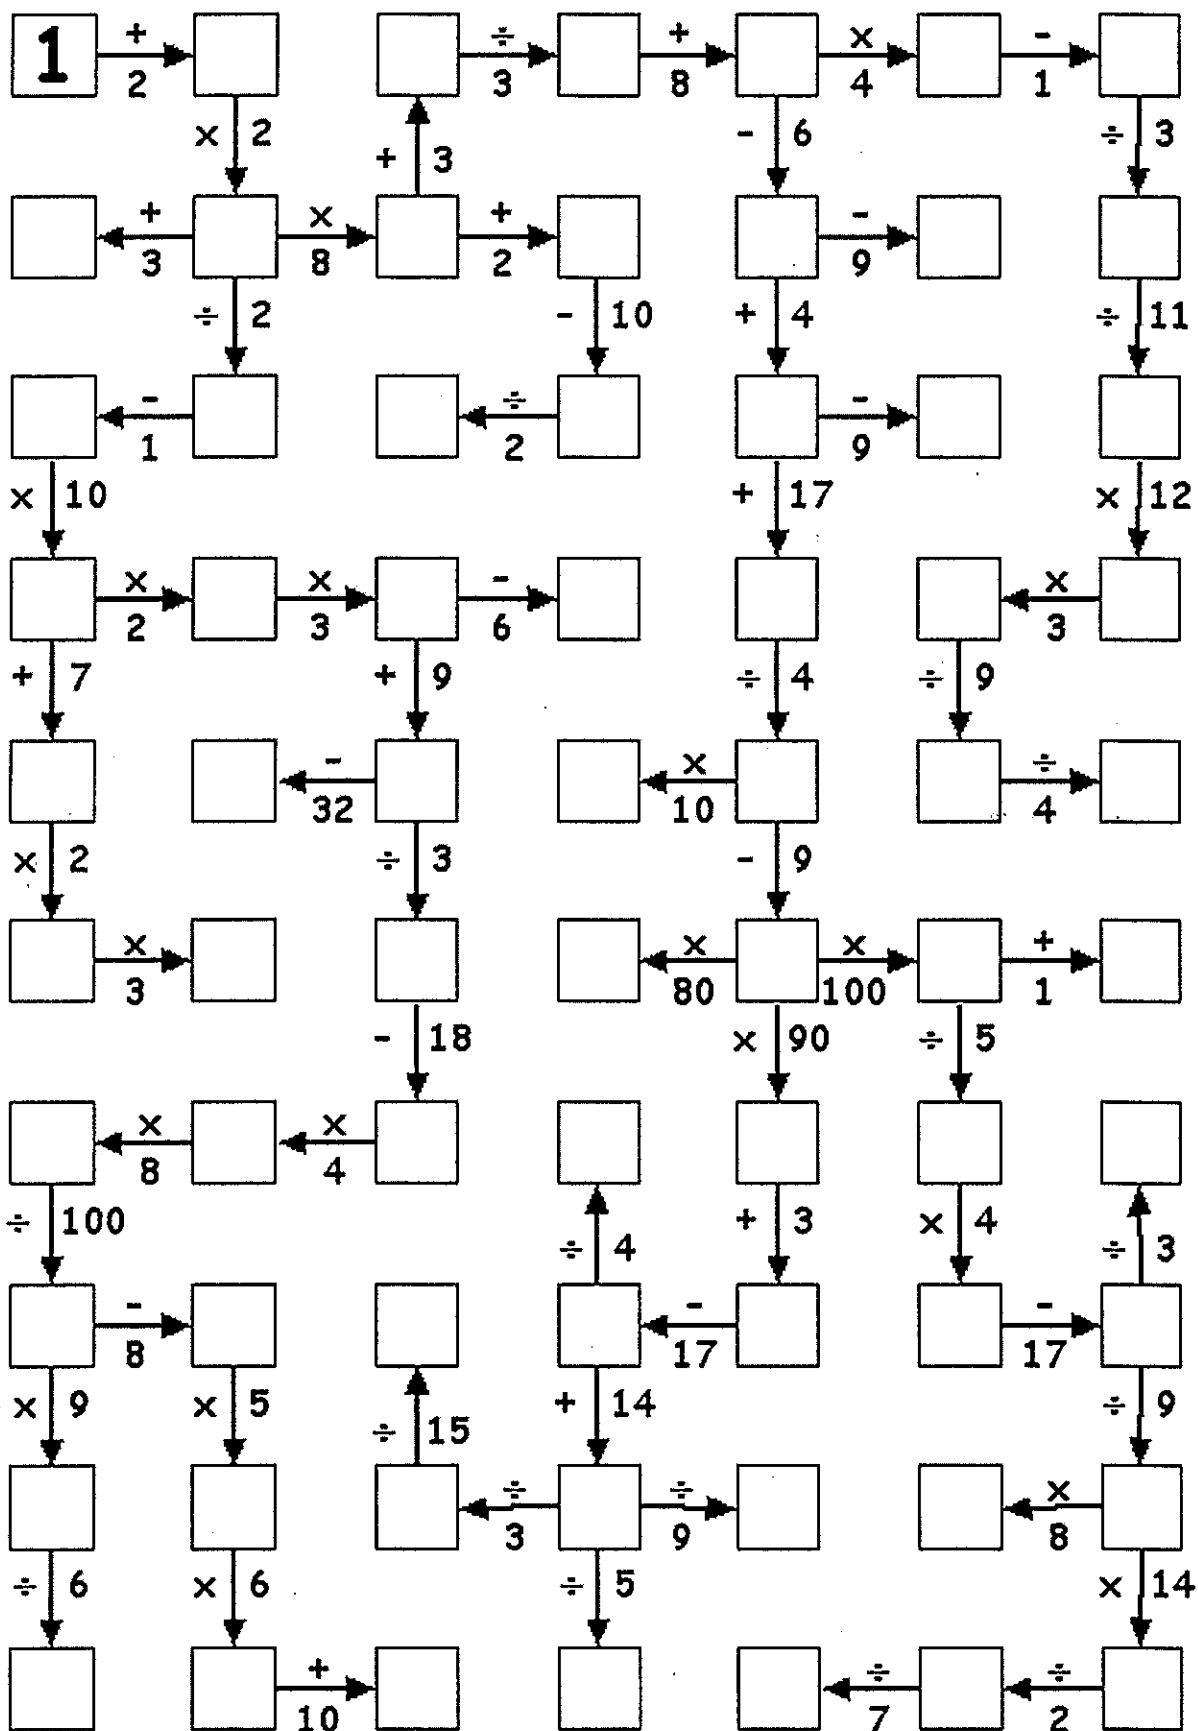 + ÷ + × -
1 2 3 8 4 1
× 2 + 3 - 6 ÷ 3
+ × + -
3 8 2 9
÷ 2 - 10 + 4 ÷ 11
- ÷ -
1 2 9
× 10 + 17 × 12
× × - ×
2 3 6 3
+ 7 + 9 ÷ 4 ÷ 9
- × ÷
32 10 4
× 2 ÷ 3 - 9
× × × +
3 80 100 1
- 18 × 90 ÷ 5
× ×
8 4
÷ 100 ÷ 4 + 3 × 4 ÷ 3
- - -
8 17 17
× 9 × 5 ÷ 15 + 14 ÷ 9
÷ ÷ ×
3 9 8
÷ 6 × 6 ÷ 5 × 14
+ ÷ ÷
10 7 2